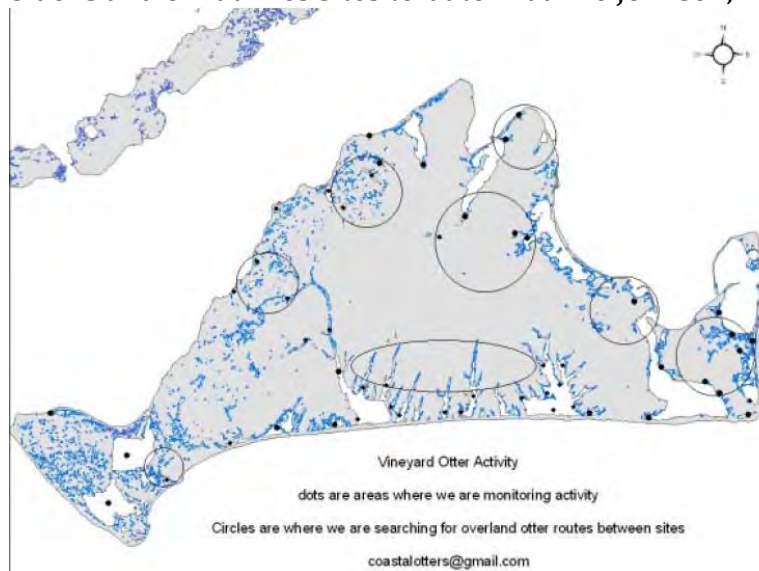 N
S
Vineyard Otter Activity
dots are areas where we are monitoring activity
Circles are where we are searching for overland otter routes between sites
coastalotters@gmail.com